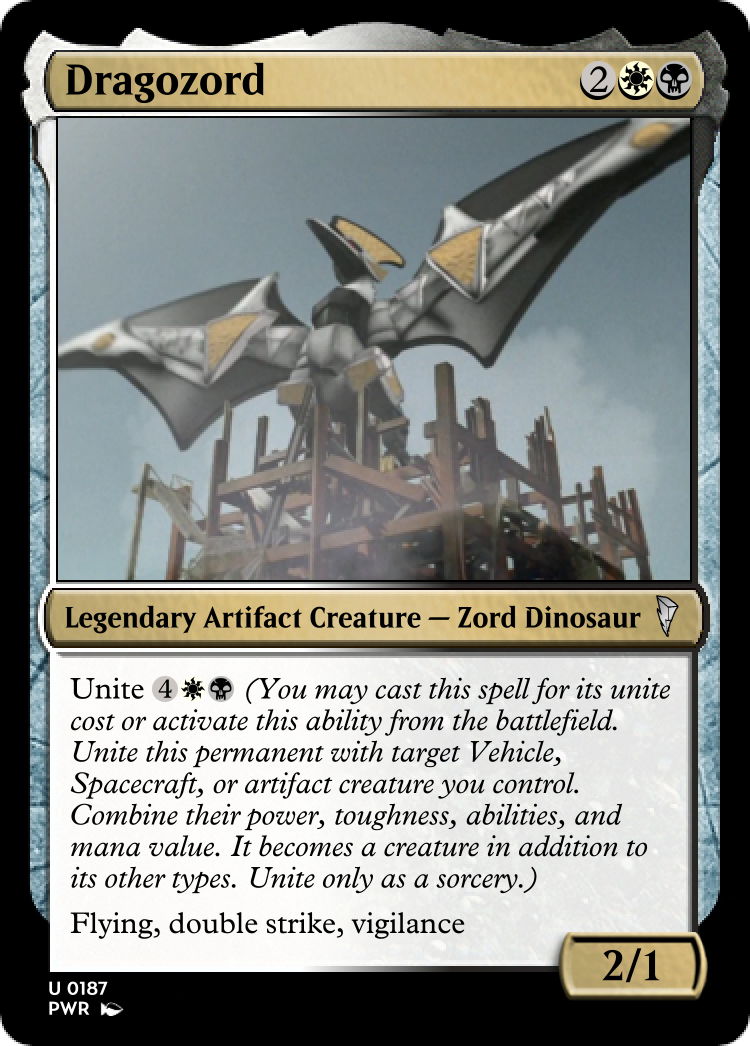 Dragozord 2
Legendary Artifact Creature — Zord Dinosaur
Unite 4 (You may cast this spell for its unite
cost or activate this ability from the battlefield.
Unite this permanent with target Vehicle,
Spacecraft, or artifact creature you control.
Combine their power, toughness, abilities, and
mana value. It becomes a creature in addition to
its other types. Unite only as a sorcery.)
Flying, double strike, vigilance
2/1
U 0187
PWR